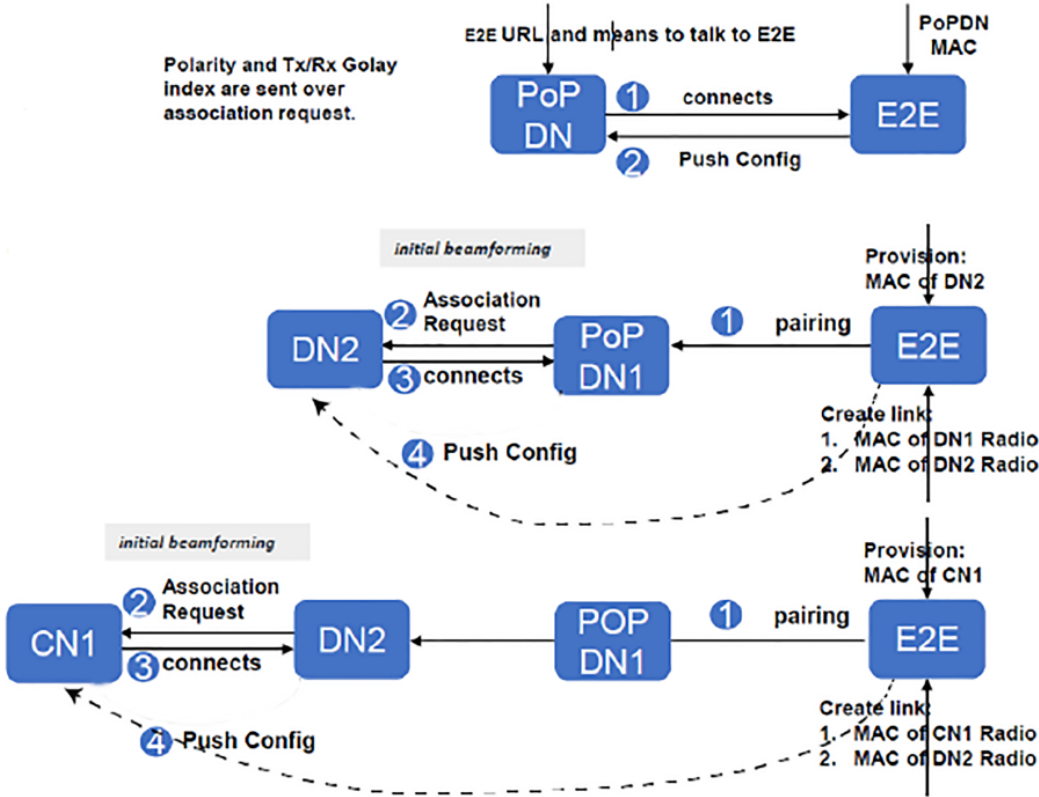 E2E URL and means to talk to E2E
PoPDN
MAC
Polarity and Tx/Rx Golay
index are sent over
association request.
PoP
DN
1 connects
E2E
2 Push Config
initial beamforming
Provision:
MAC of DN2
2 Association
Request
1 pairing
DN2
PoP
DN1
E2E
3 connects
Create link:
1. MAC of DN1 Radio
2. MAC of DN2 Radio
4 Push Config
initial beamforming
Provision:
MAC of CN1
2 Association
Request
1 pairing
CN1
DN2
POP
DN1
E2E
3 connects
Create link:
1. MAC of CN1 Radio
2. MAC of DN2 Radio
4 Push Config